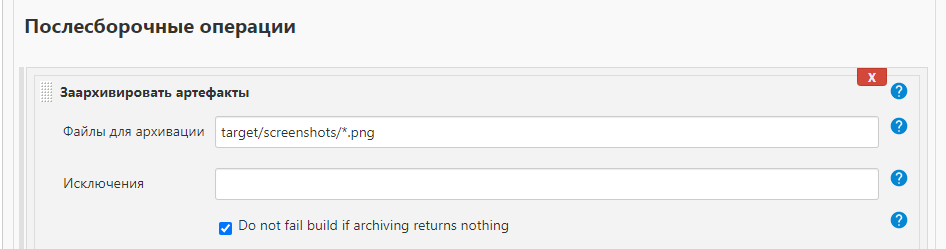 Послесборочные операции
x
Заархивировать артефакты
?
Файлы для архивации target/screenshots/*.png
?
Исключения
?
Do not fail build if archiving returns nothing
?